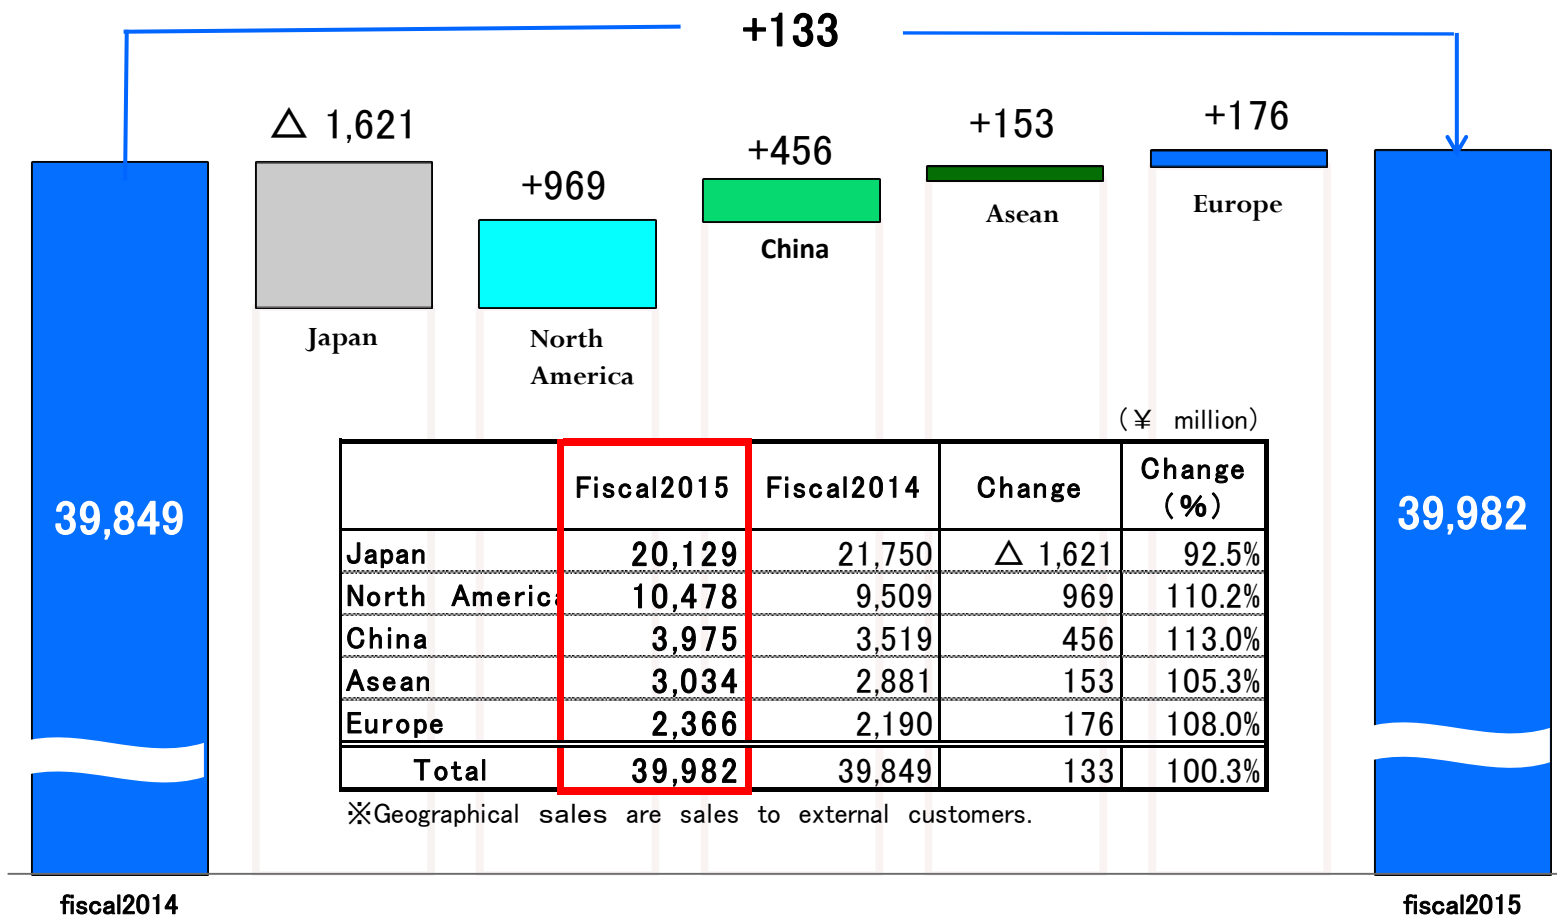 +133
△ 1,621
+969
+456
+153
+176
Japan
North
America
China
Asean
Europe
39,849
39,982
(¥ million)
Fiscal2015 Fiscal2014 Change Change
(%)
Japan 20,129 21,750 △ 1,621 92.5%
North Americ 10,478 9,509 969 110.2%
China 3,975 3,519 456 113.0%
Asean 3,034 2,881 153 105.3%
Europe 2,366 2,190 176 108.0%
Total 39,982 39,849 133 100.3%
※Geographical sales are sales to external customers.
fiscal2014
fiscal2015